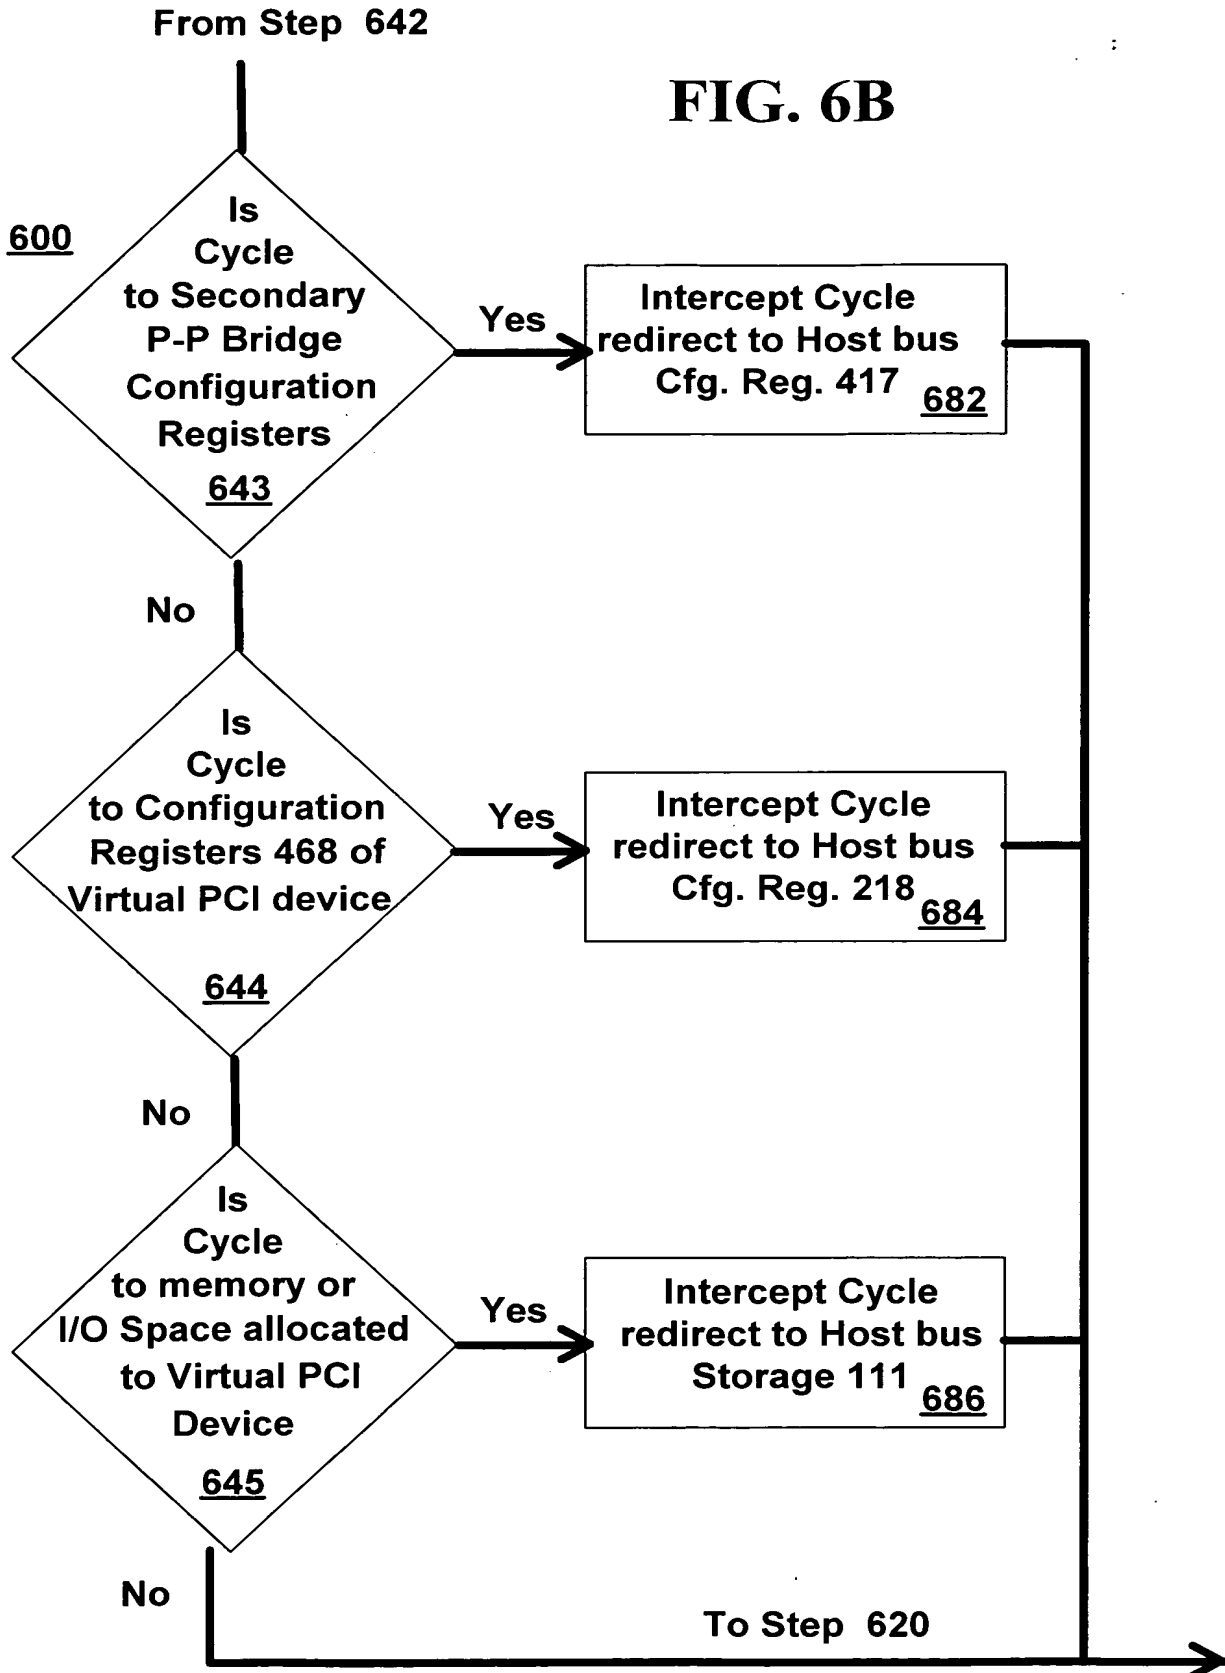 From Step 642
FIG. 6B
600
Is
Cycle
to Secondary
P-P Bridge
Configuration
Registers
643
Yes
Intercept Cycle
redirect to Host bus
Cfg. Reg. 417
682
No
Is
Cycle
to Configuration
Registers 468 of
Virtual PCI device
644
Yes
Intercept Cycle
redirect to Host bus
Cfg. Reg. 218
684
No
Is
Cycle
to memory or
I/O Space allocated
to Virtual PCI
Device
645
Yes
Intercept Cycle
redirect to Host bus
Storage 111
686
No
To Step 620